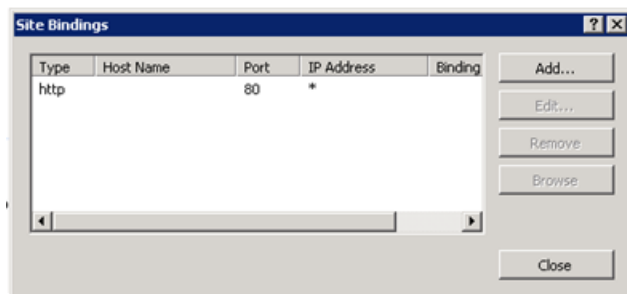 Site Bindings
Type Host Name Port IP Address Binding
http 80 *
Add...
Edit...
Remove
Browse
Close